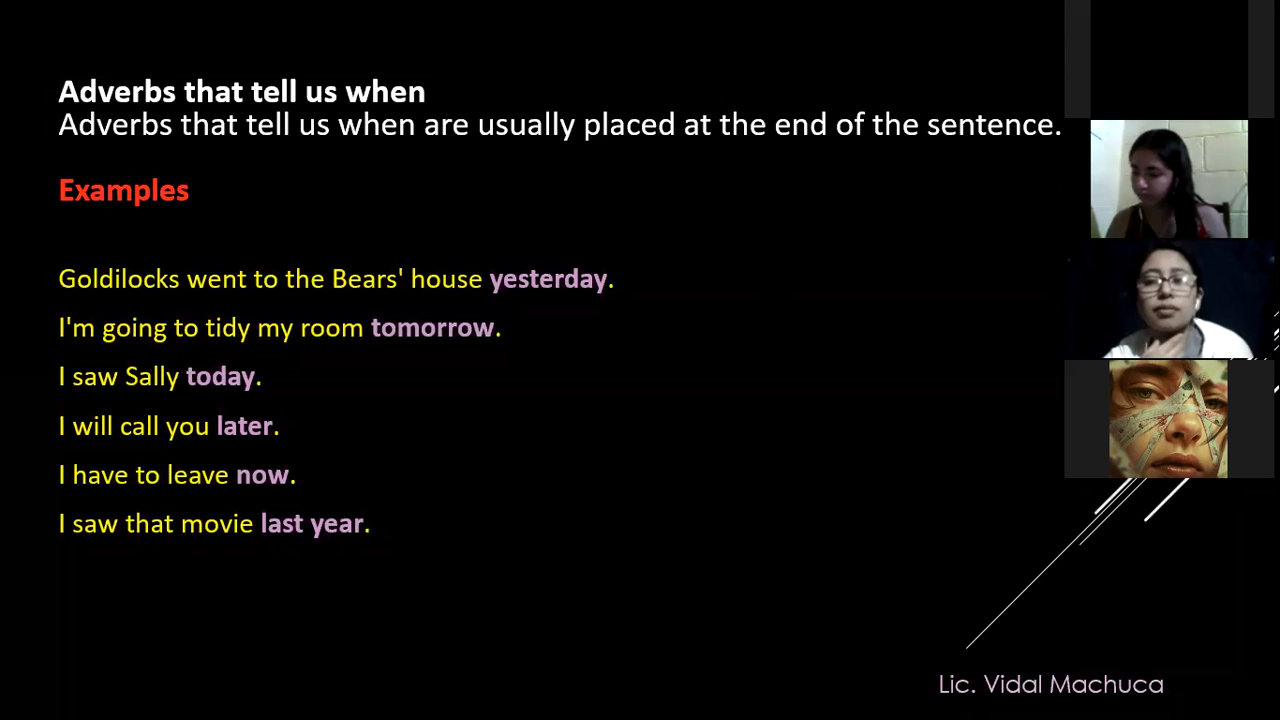 Adverbs that tell us when
Adverbs that tell us when are usually placed at the end of the sentence.
Examples
Goldilocks went to the Bears' house yesterday.
I'm going to tidy my room tomorrow.
I saw Sally today.
I will call you later.
I have to leave now.
I saw that movie last year.
Lic. Vidal Machuca